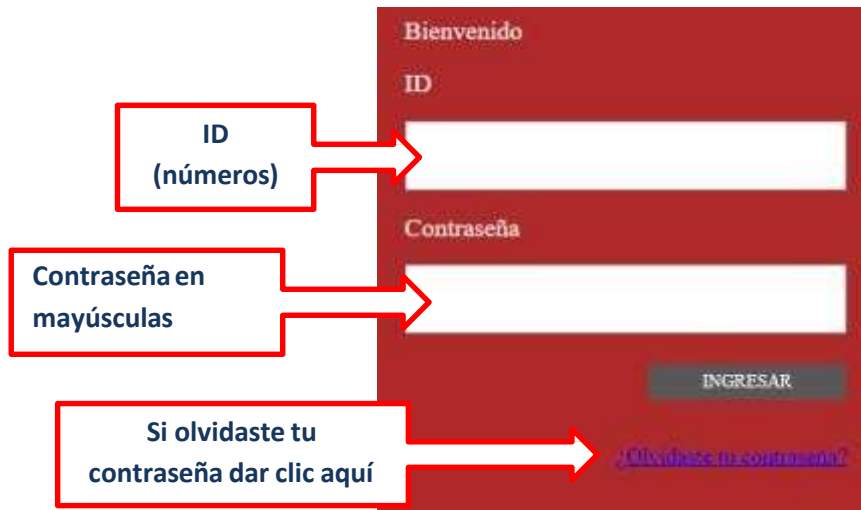 Bienvenido
ID
ID
(números)
Contraseña
Contraseña en
mayúsculas
INGRESAR
Si olvidaste tu
contraseña dar clic aquí
¿Olvidaste tu contraseña?